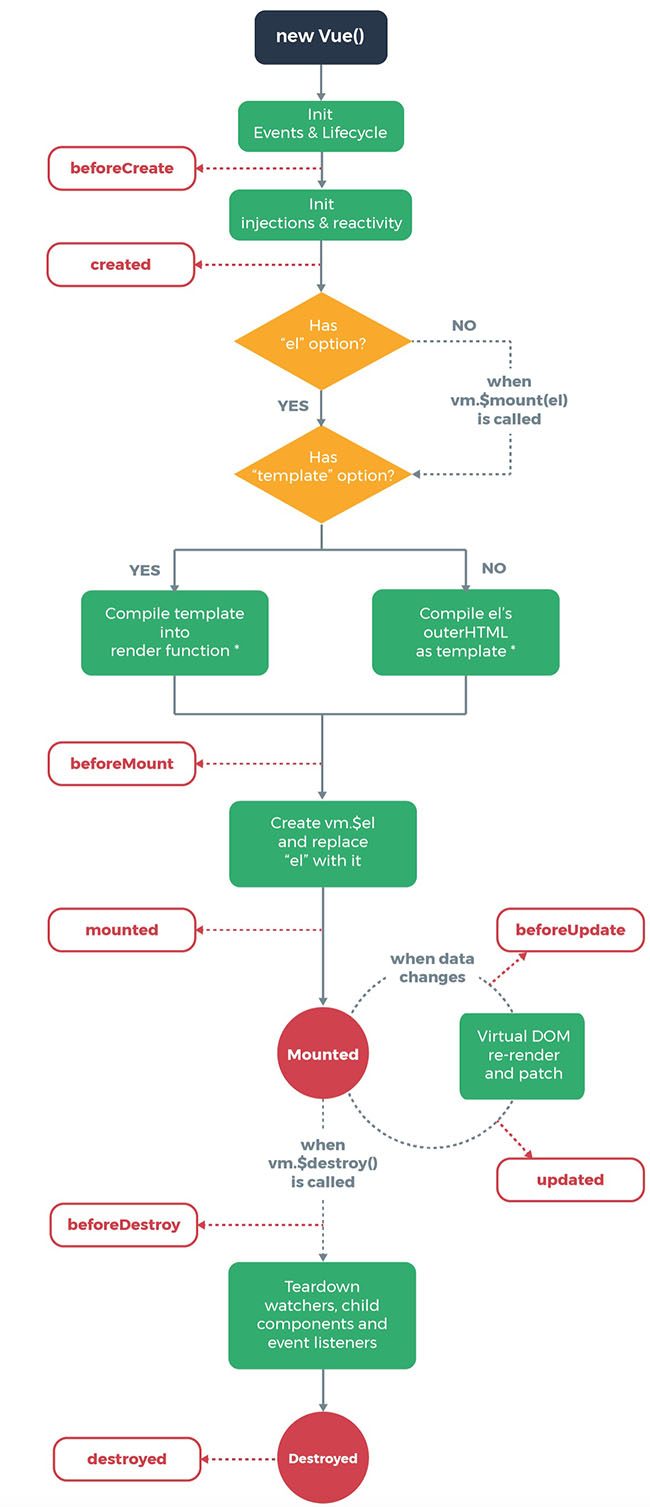 new Vue()
Init
Events & Lifecycle
beforeCreate
Init
injections & reactivity
created
Has
“el” option?
NO
when
vm.$mount(el)
is called
YES
Has
“template” option?
YES
NO
Compile template
into
render function *
Compile el’s
outerHTML
as template *
beforeMount
Create vm.$el
and replace
“el” with it
mounted
beforeUpdate
when data
changes
Mounted
Virtual DOM
re-render
and patch
when
vm.$destroy()
is called
updated
beforeDestroy
Teardown
watchers, child
components and
event listeners
destroyed
Destroyed